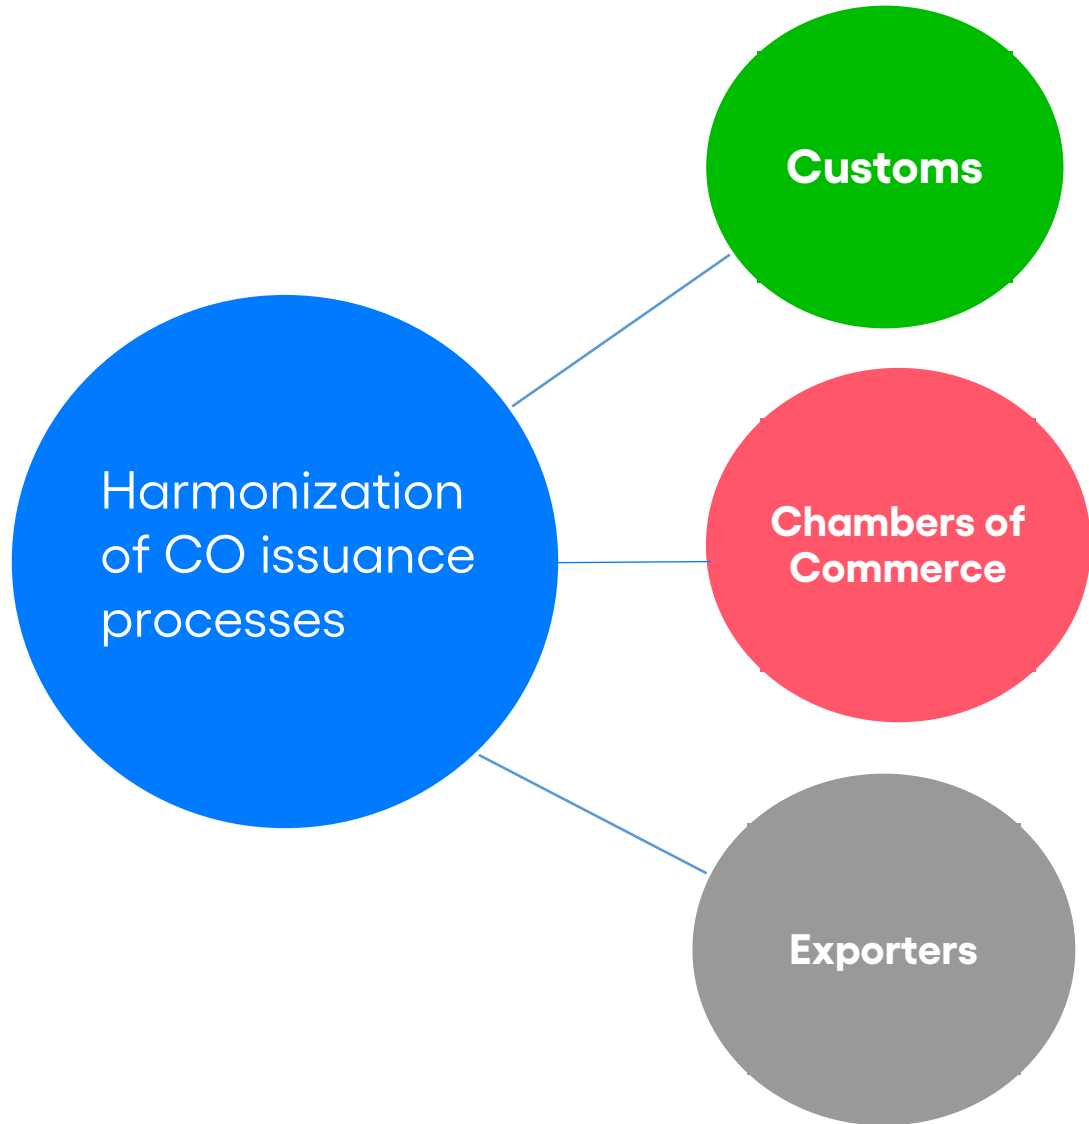 Customs
Harmonization
of CO issuance
processes
Chambers of
Commerce
Exporters